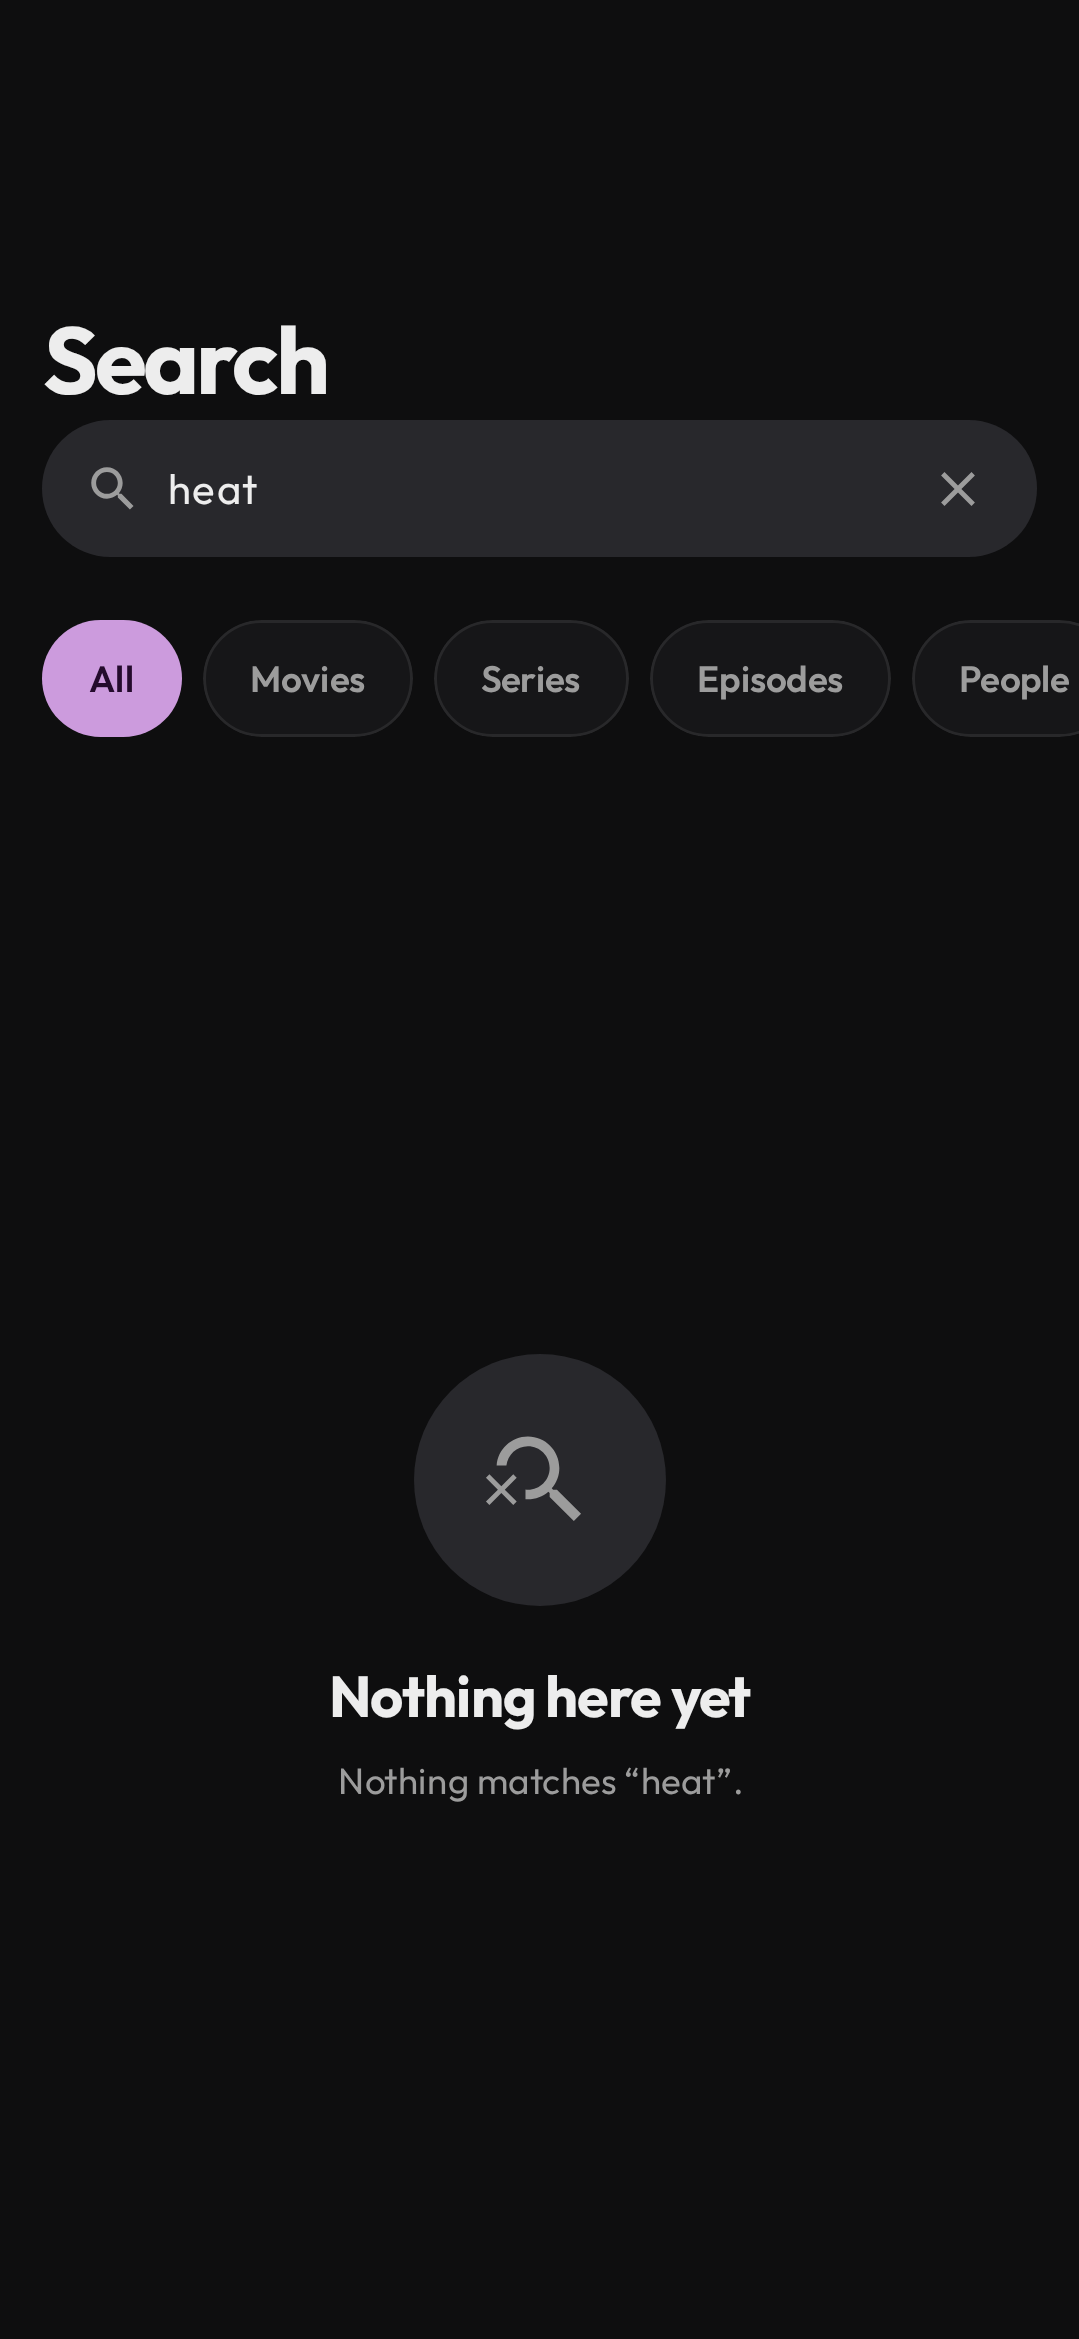 Search
heat
All Movies Series Episodes People
Nothing here yet
Nothing matches “heat”.